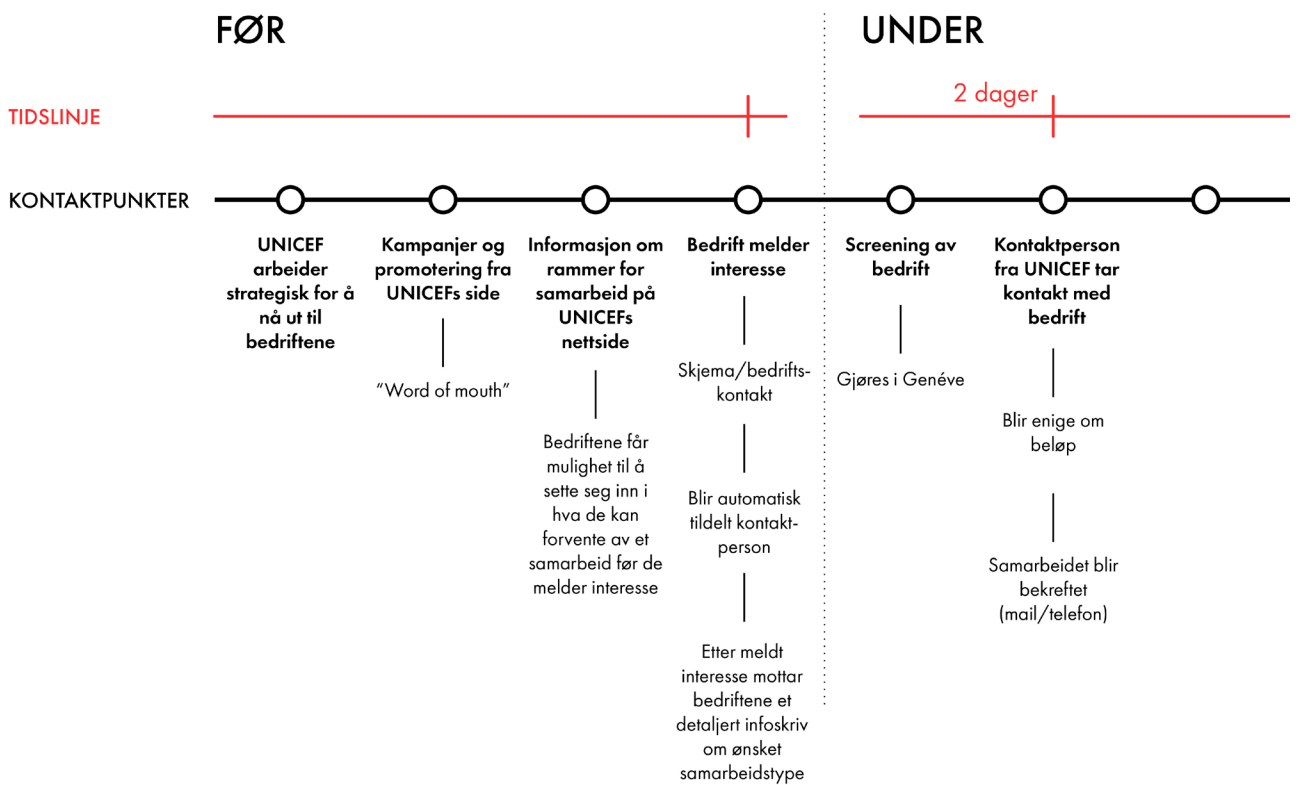 FØR
UNDER
TIDSLINJE
2 dager
KONTAKTPUNKTER
UNICEF
arbeider
strategisk for å
nå ut til
bedriftene
Kampanjer og
promotering fra
UNICEFs side
"Word of mouth"
Informasjon om
rammer for
samarbeid på
UNICEFs
nettside
Bedriftene får
mulighet til å
sette seg inn i
hva de kan
forvente av et
samarbeid før de
melder interesse
Bedrift melder
interesse
Skjema/bedrifts-
kontakt
Blir automatisk
tildelt kontakt-
person
Etter meldt
interesse mottar
bedriftene et
detaljert infoskriv
om ønsket
samarbeidstype
Screening av
bedrift
Gjøres i Genéve
Kontaktperson
fra UNICEF tar
kontakt med
bedrift
Blir enige om
beløp
Samarbeidet blir
bekreftet
(mail/telefon)